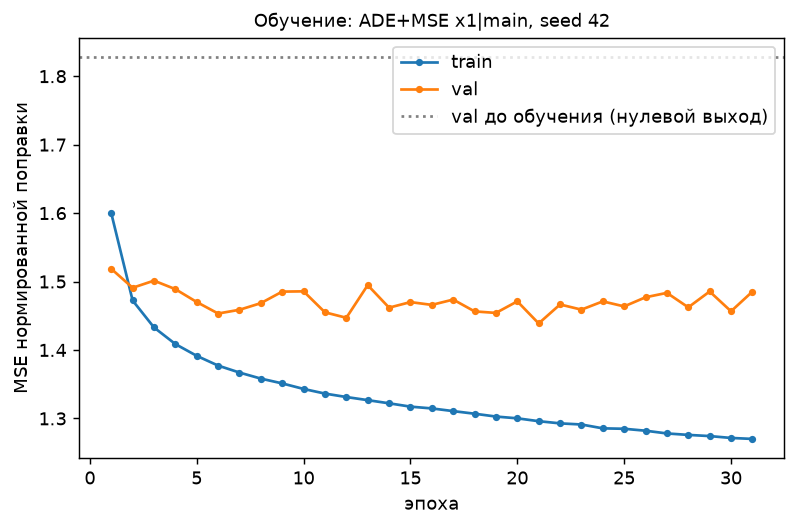 Обучение: ADE+MSE x1|main, seed 42
MSE нормированной поправки
1.8
1.7
1.6
1.5
1.4
1.3
train
val
val до обучения (нулевой выход)
0 5 10 15 20 25 30
эпоха